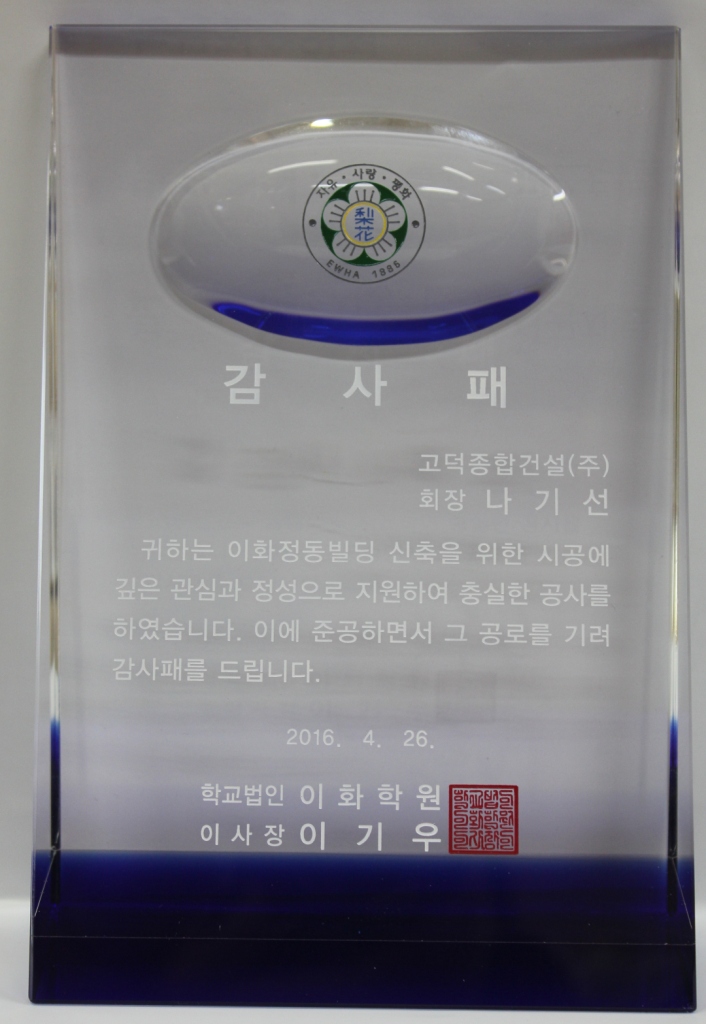 자유·사랑·평화
梨花
EWHA 1886
감 사 패
고덕종합건설(주)
회장 나 기 선
귀하는 이화정동빌딩 신축을 위한 시공에
깊은 관심과 정성으로 지원하여 충실한 공사를
하였습니다. 이에 준공하면서 그 공로를 기려
감사패를 드립니다.
2016. 4. 26.
학교법인 이 화 학 원
이 사 장 이 기 우